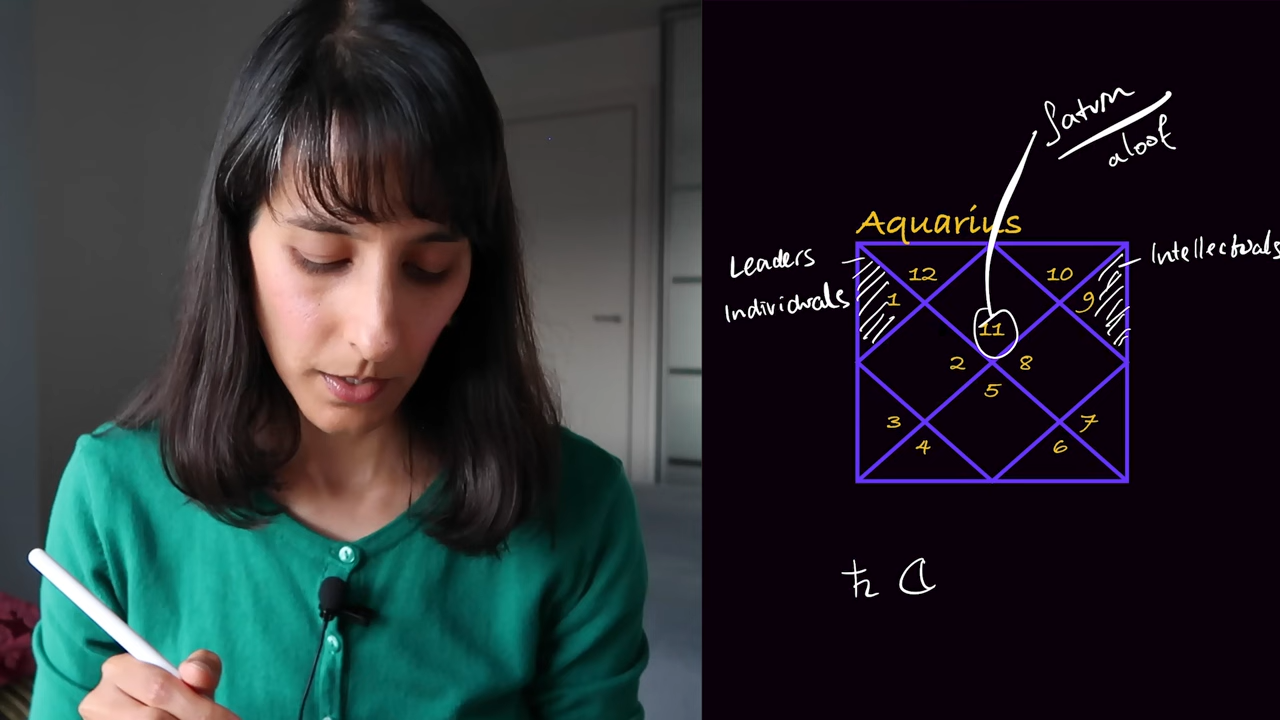 Saturn
aloof
Aquarius
Leaders
Individuals
Intellectuals
12
10
1
9
11
2
8
5
3
7
4
6
♄ ☾